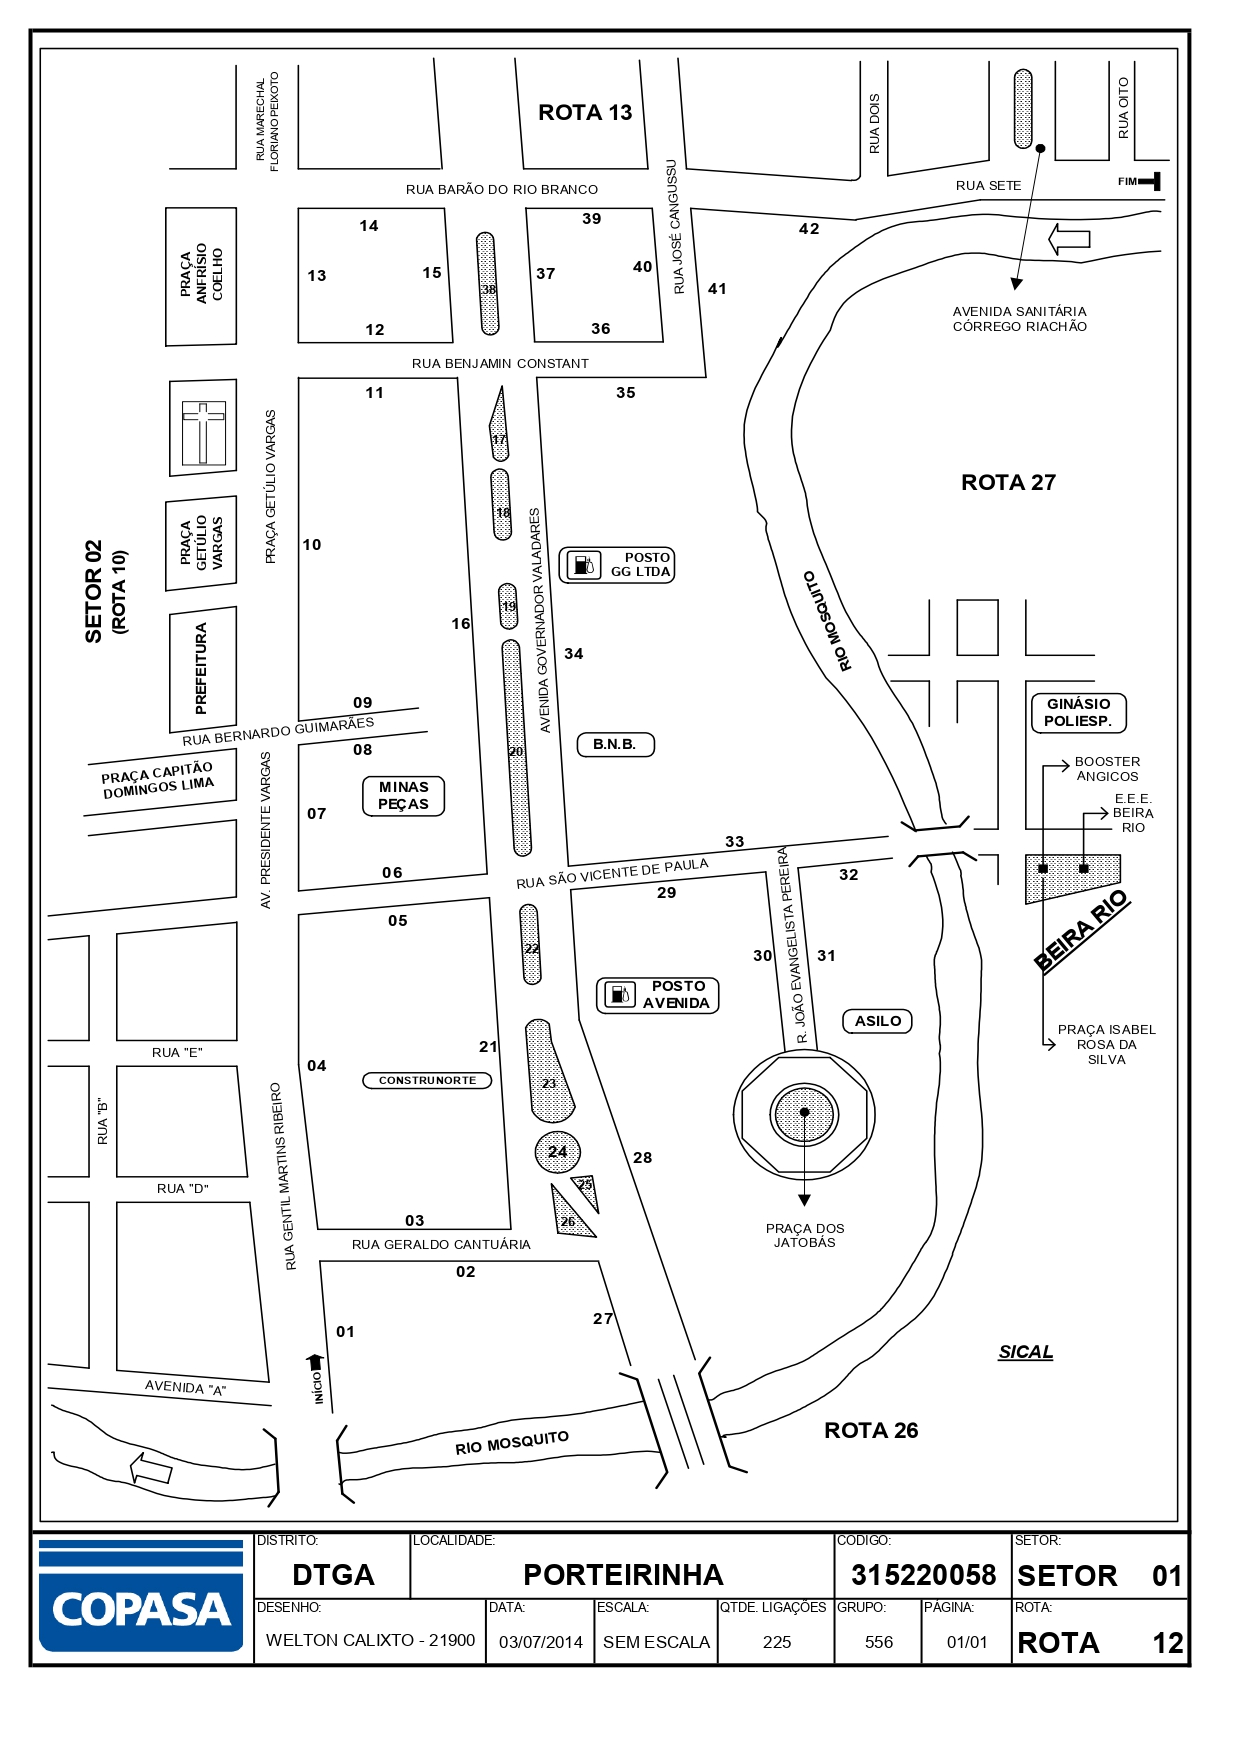 RUA MARECHAL
FLORIANO PEIXOTO
ROTA 13
RUA DOIS
RUA OITO
RUA BARÃO DO RIO BRANCO
RUA SETE
FIM
RUA JOSÉ CANGUSSU
PRAÇA
ANFRÍSIO
COELHO
14
13
15
12
38
39
37
40
36
41
42
AVENIDA SANITÁRIA
CÓRREGO RIACHÃO
RUA BENJAMIN CONSTANT
11
35
17
18
19
20
PRAÇA GETÚLIO VARGAS
ROTA 27
SETOR 02
(ROTA 10)
PRAÇA
GETÚLIO
VARGAS
10
16
AVENIDA GOVERNADOR VALADARES
POSTO
GG LTDA
34
RIO MOSQUITO
PREFEITURA
09
RUA BERNARDO GUIMARÃES
08
B.N.B.
GINÁSIO
POLIESP.
PRAÇA CAPITÃO
DOMINGOS LIMA
AV. PRESIDENTE VARGAS
MINAS
PEÇAS
07
BOOSTER
ANGICOS
E.E.E.
BEIRA
RIO
33
06
RUA SÃO VICENTE DE PAULA
32
29
05
22
30
31
R. JOÃO EVANGELISTA PEREIRA
BEIRA RIO
POSTO
AVENIDA
ASILO
PRAÇA ISABEL
ROSA DA
SILVA
RUA "E"
04
21
CONSTRUNORTE
23
RUA "B"
RUA GENTIL MARTINS RIBEIRO
24
28
25
26
RUA "D"
03
PRAÇA DOS
JATOBÁS
RUA GERALDO CANTUÁRIA
02
27
01
INÍCIO
SICAL
AVENIDA "A"
RIO MOSQUITO
ROTA 26
COPASA
DISTRITO:
DTGA
LOCALIDADE:
PORTEIRINHA
CODIGO:
315220058
SETOR:
SETOR 01
DESENHO:
WELTON CALIXTO - 21900
DATA:
03/07/2014
ESCALA:
SEM ESCALA
QTDE. LIGAÇÕES
225
GRUPO:
556
PÁGINA:
01/01
ROTA:
ROTA 12